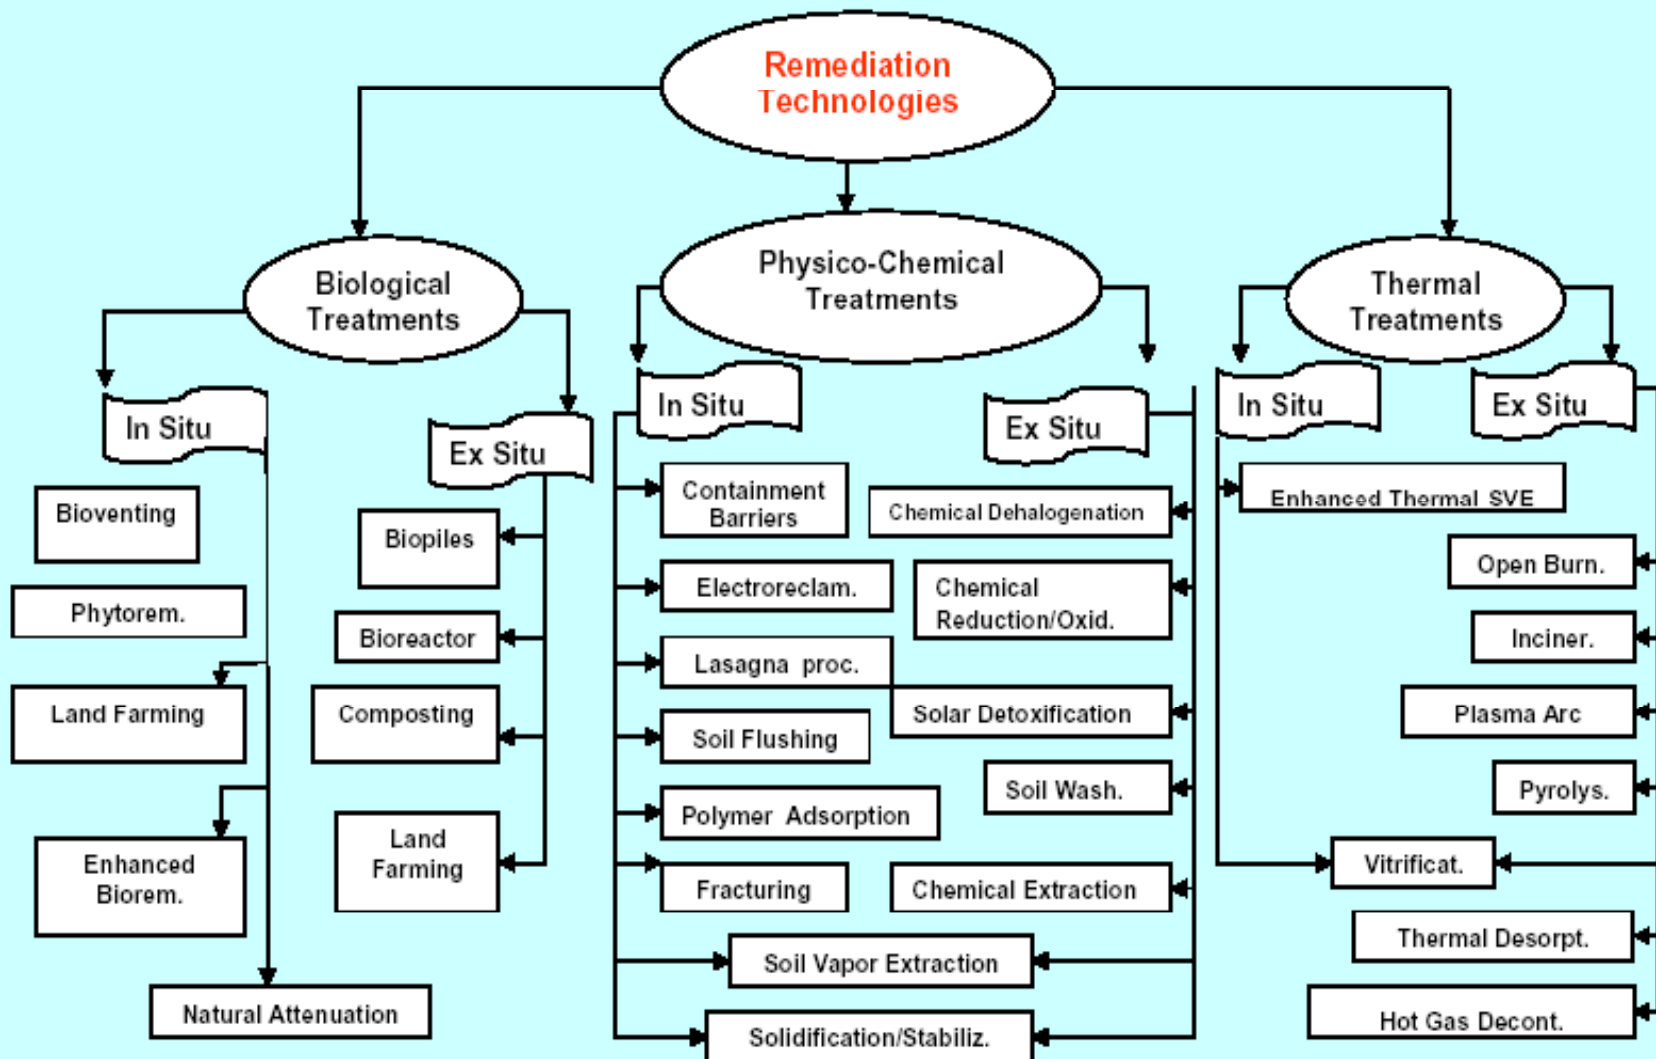 Remediation
Technologies
Biological
Treatments
Physico-Chemical
Treatments
Thermal
Treatments
In Situ
Ex Situ
In Situ
Ex Situ
In Situ
Ex Situ
Bioventing
Phytorem.
Land Farming
Enhanced
Biorem.
Natural Attenuation
Biopiles
Bioreactor
Composting
Land
Farming
Containment
Barriers
Electroreclam.
Lasagna proc.
Soil Flushing
Polymer Adsorption
Fracturing
Soil Vapor Extraction
Solidification/Stabiliz.
Chemical Dehalogenation
Chemical
Reduction/Oxid.
Solar Detoxification
Soil Wash.
Chemical Extraction
Enhanced Thermal SVE
Open Burn.
Inciner.
Plasma Arc
Pyrolys.
Vitrificat.
Thermal Desorpt.
Hot Gas Decont.